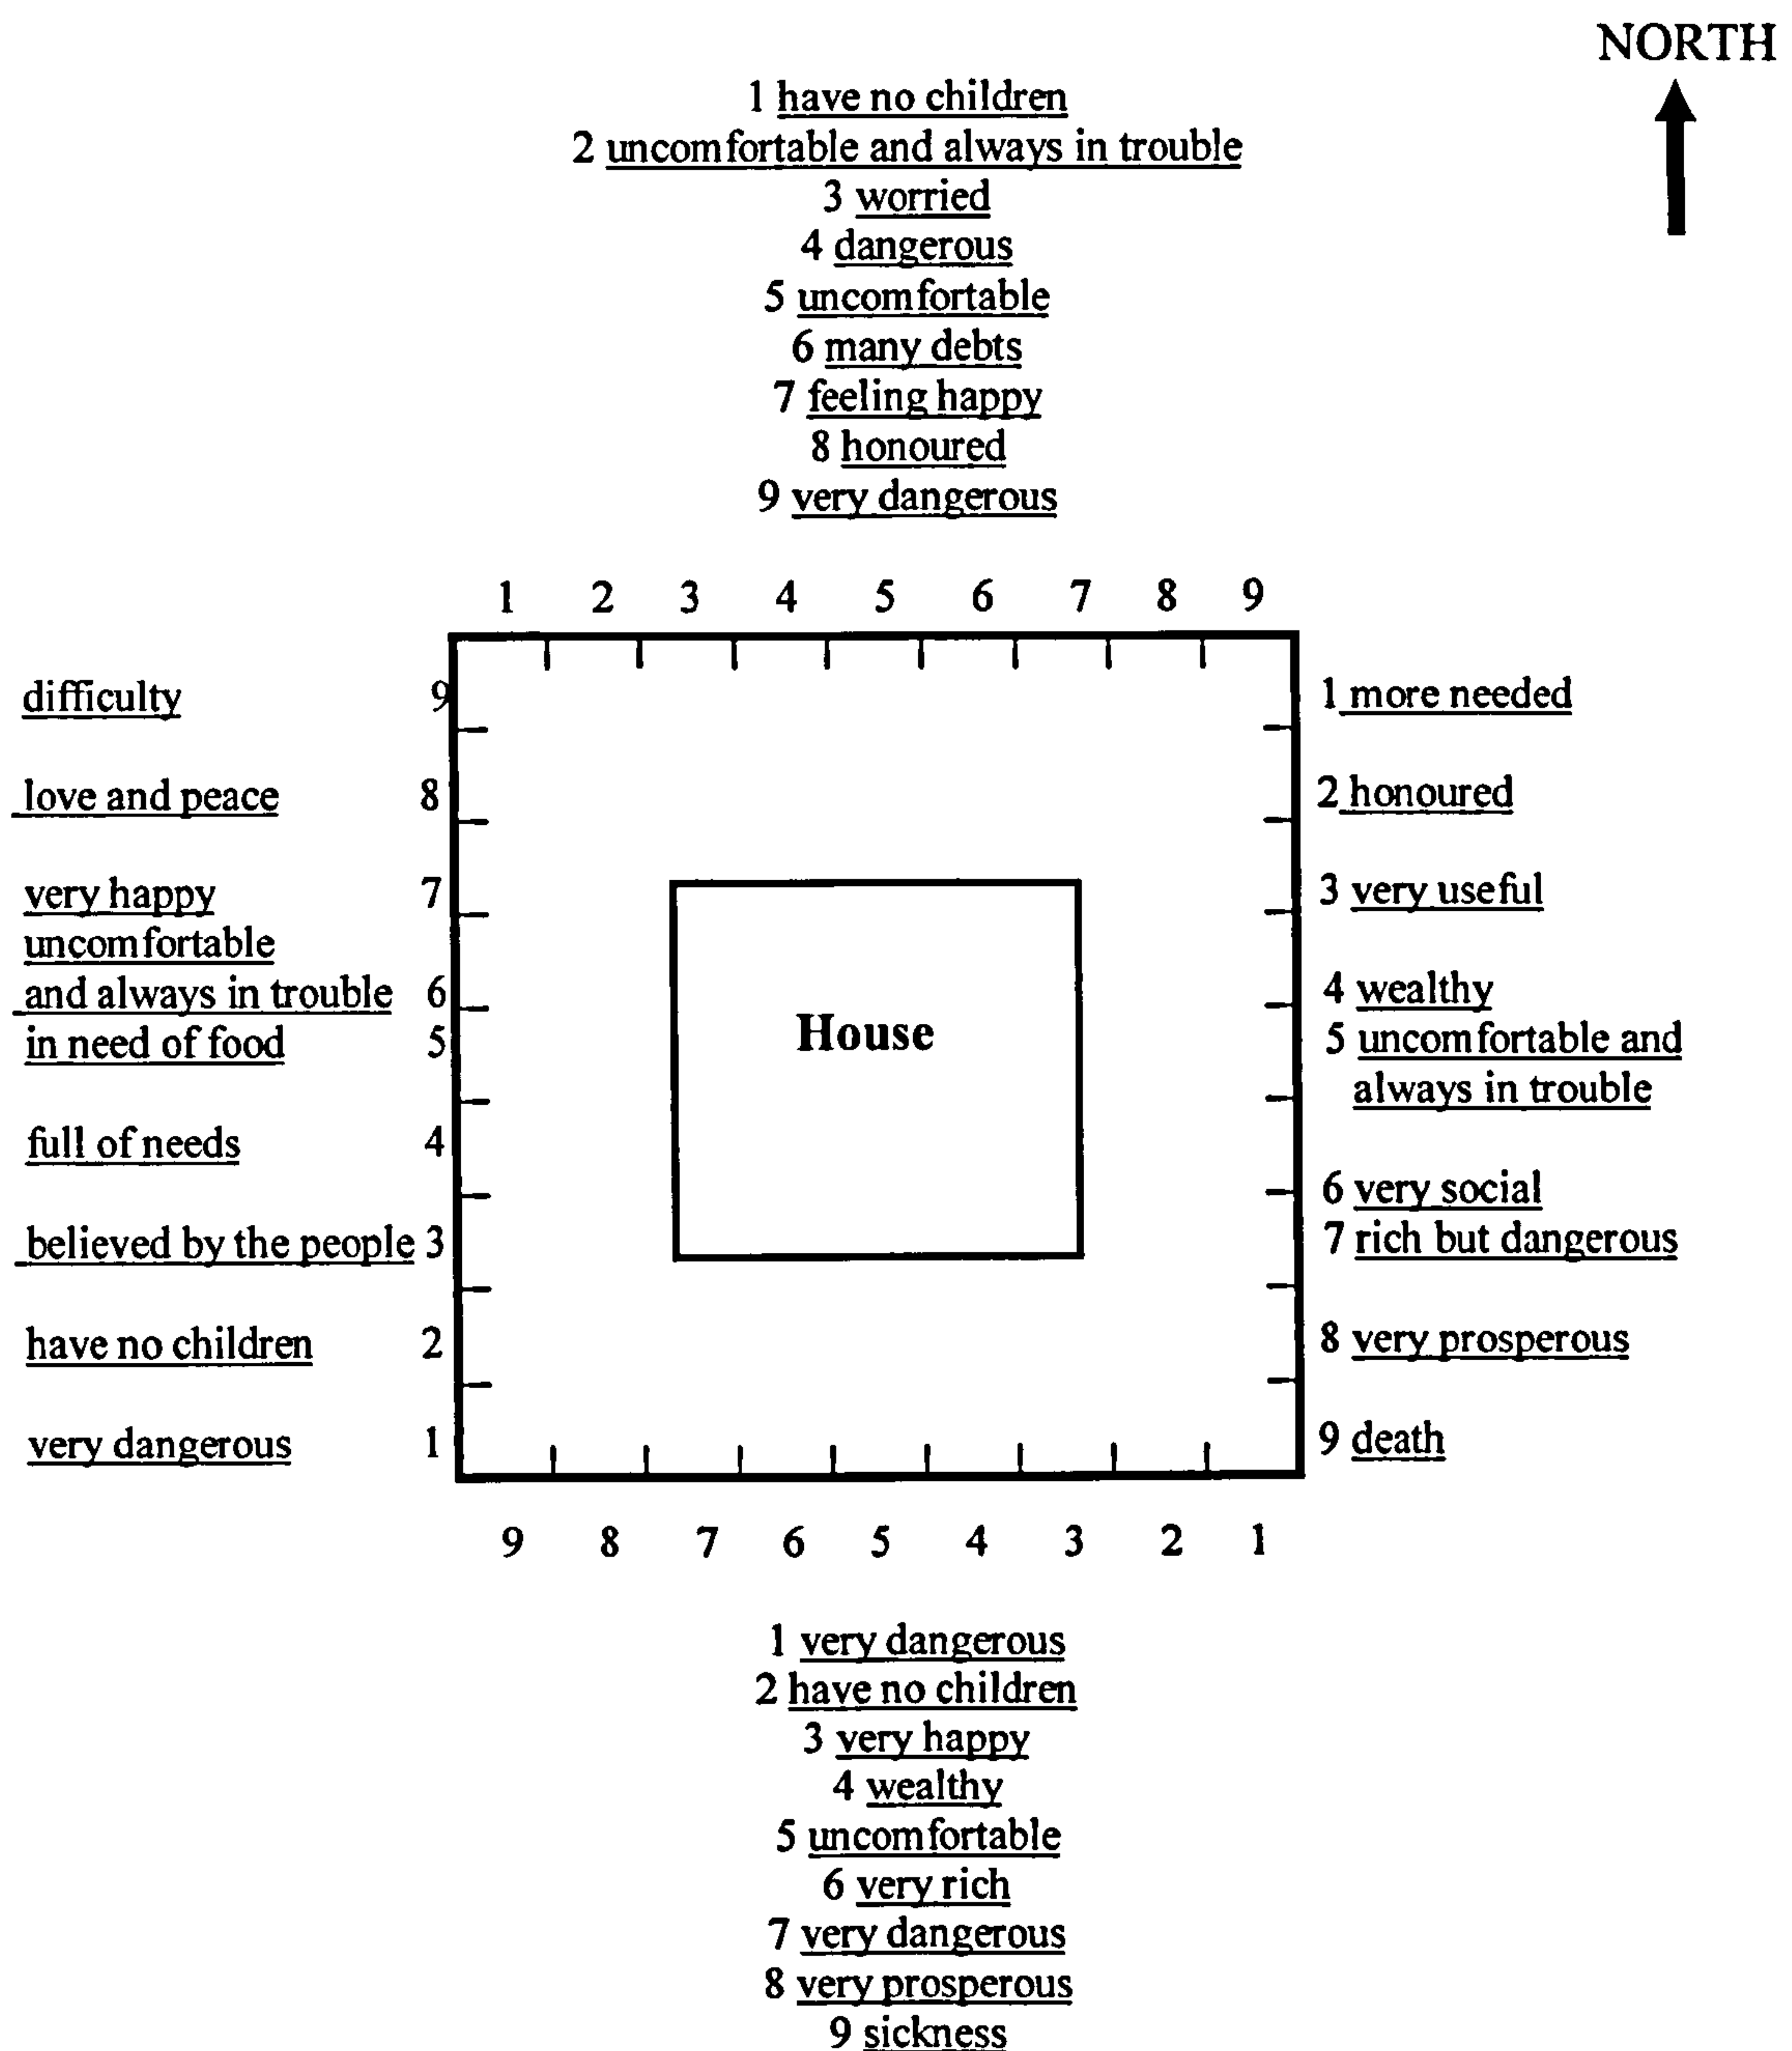 NORTH
1 have no children
2 uncomfortable and always in trouble
3 worried
4 dangerous
5 uncomfortable
6 many debts
7 feeling happy
8 honoured
9 very dangerous
1 2 3 4 5 6 7 8 9
difficulty 9
love and peace 8
very happy 7
uncomfortable
and always in trouble 6
in need of food 5
full of needs 4
believed by the people 3
have no children 2
very dangerous 1
House
1 more needed
2 honoured
3 very useful
4 wealthy
5 uncomfortable and
always in trouble
6 very social
7 rich but dangerous
8 very prosperous
9 death
9 8 7 6 5 4 3 2 1
1 very dangerous
2 have no children
3 very happy
4 wealthy
5 uncomfortable
6 very rich
7 very dangerous
8 very prosperous
9 sickness